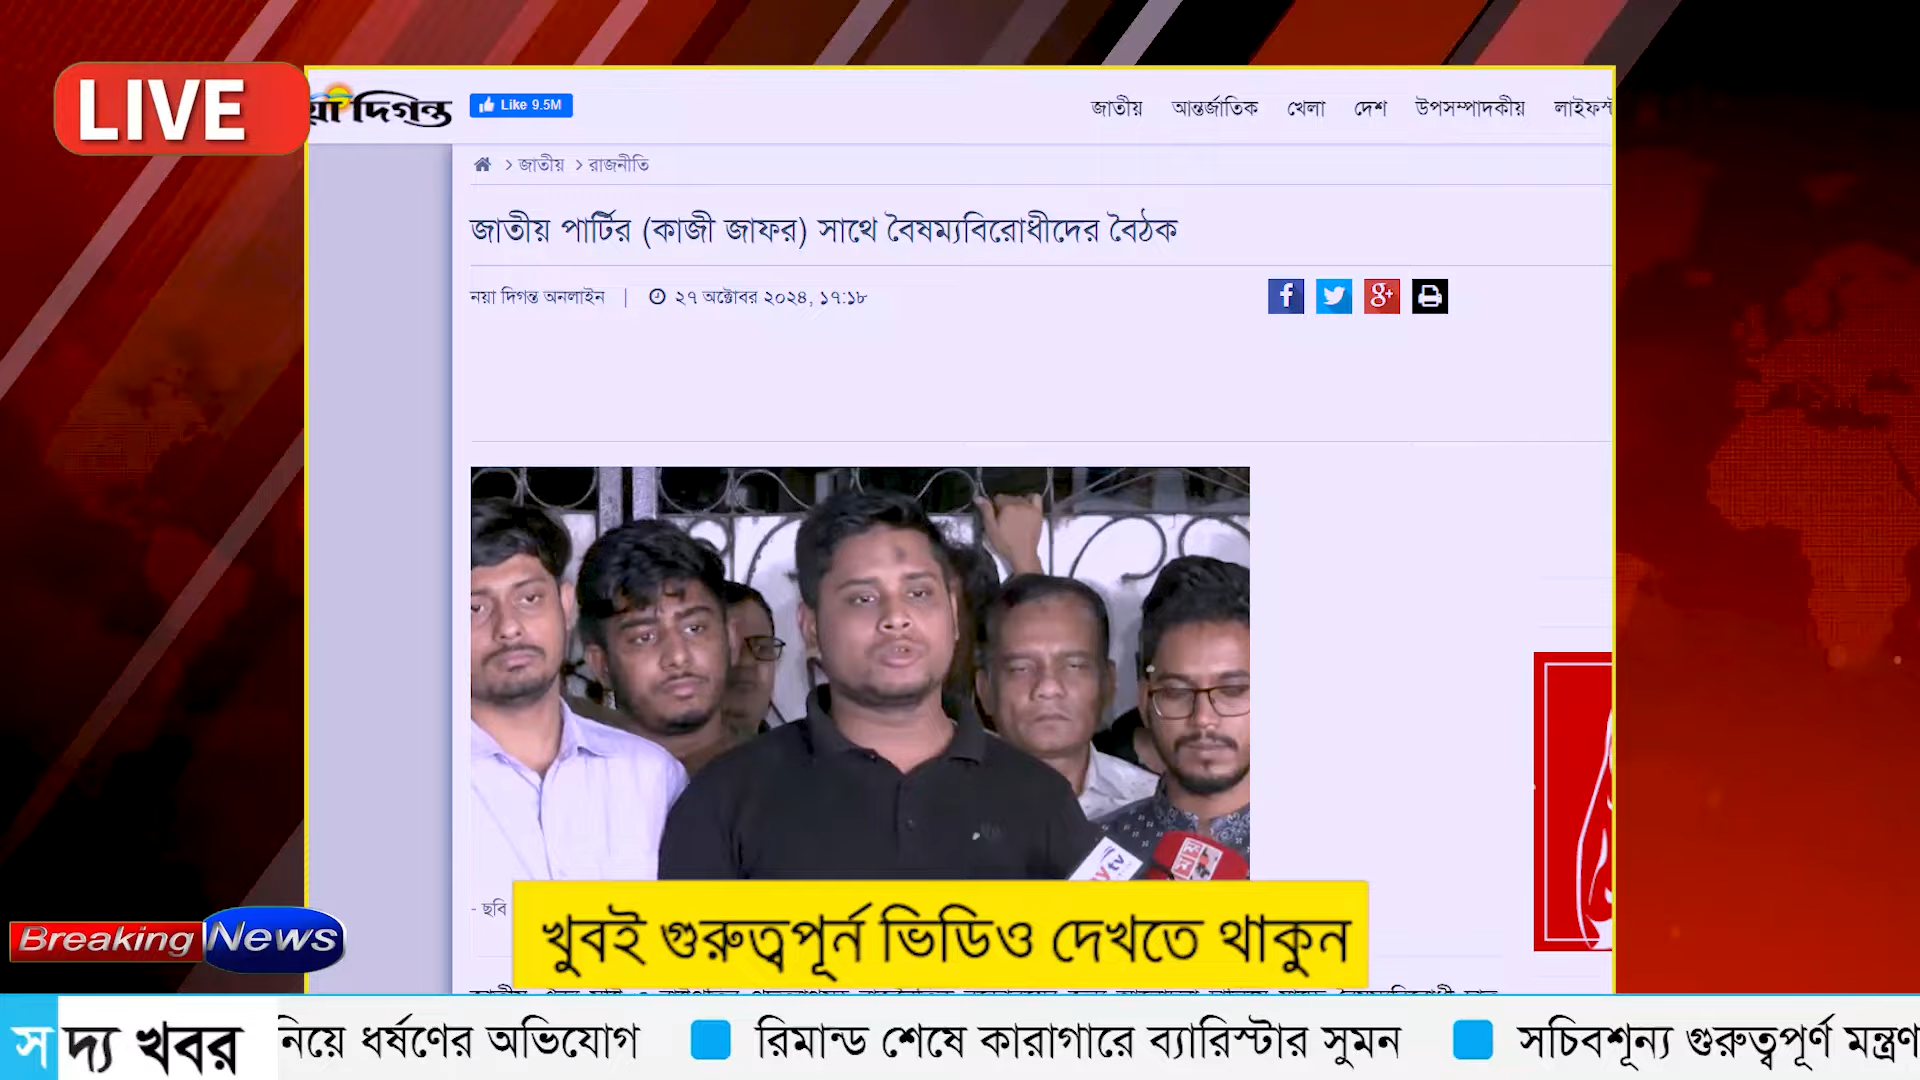 LIVE
য়া দিগন্ত
Like 9.5M
জাতীয় আন্তর্জাতিক খেলা দেশ উপসম্পাদকীয়
> জাতীয় > রাজনীতি
জাতীয় পার্টির (কাজী জাফর) সাথে বৈষম্যবিরোধীদের বৈঠক
নয়া দিগন্ত অনলাইন | ২৭ অক্টোবর ২০২৪, ১৭:১৮
- ছবি
খুবই গুরুত্বপূর্ন ভিডিও দেখতে থাকুন
Breaking News
সদ্য খবর
নিয়ে ধর্ষণের অভিযোগ রিমান্ড শেষে কারাগারে ব্যারিস্টার সুমন সচিবশূন্য গুরুত্বপূর্ণ